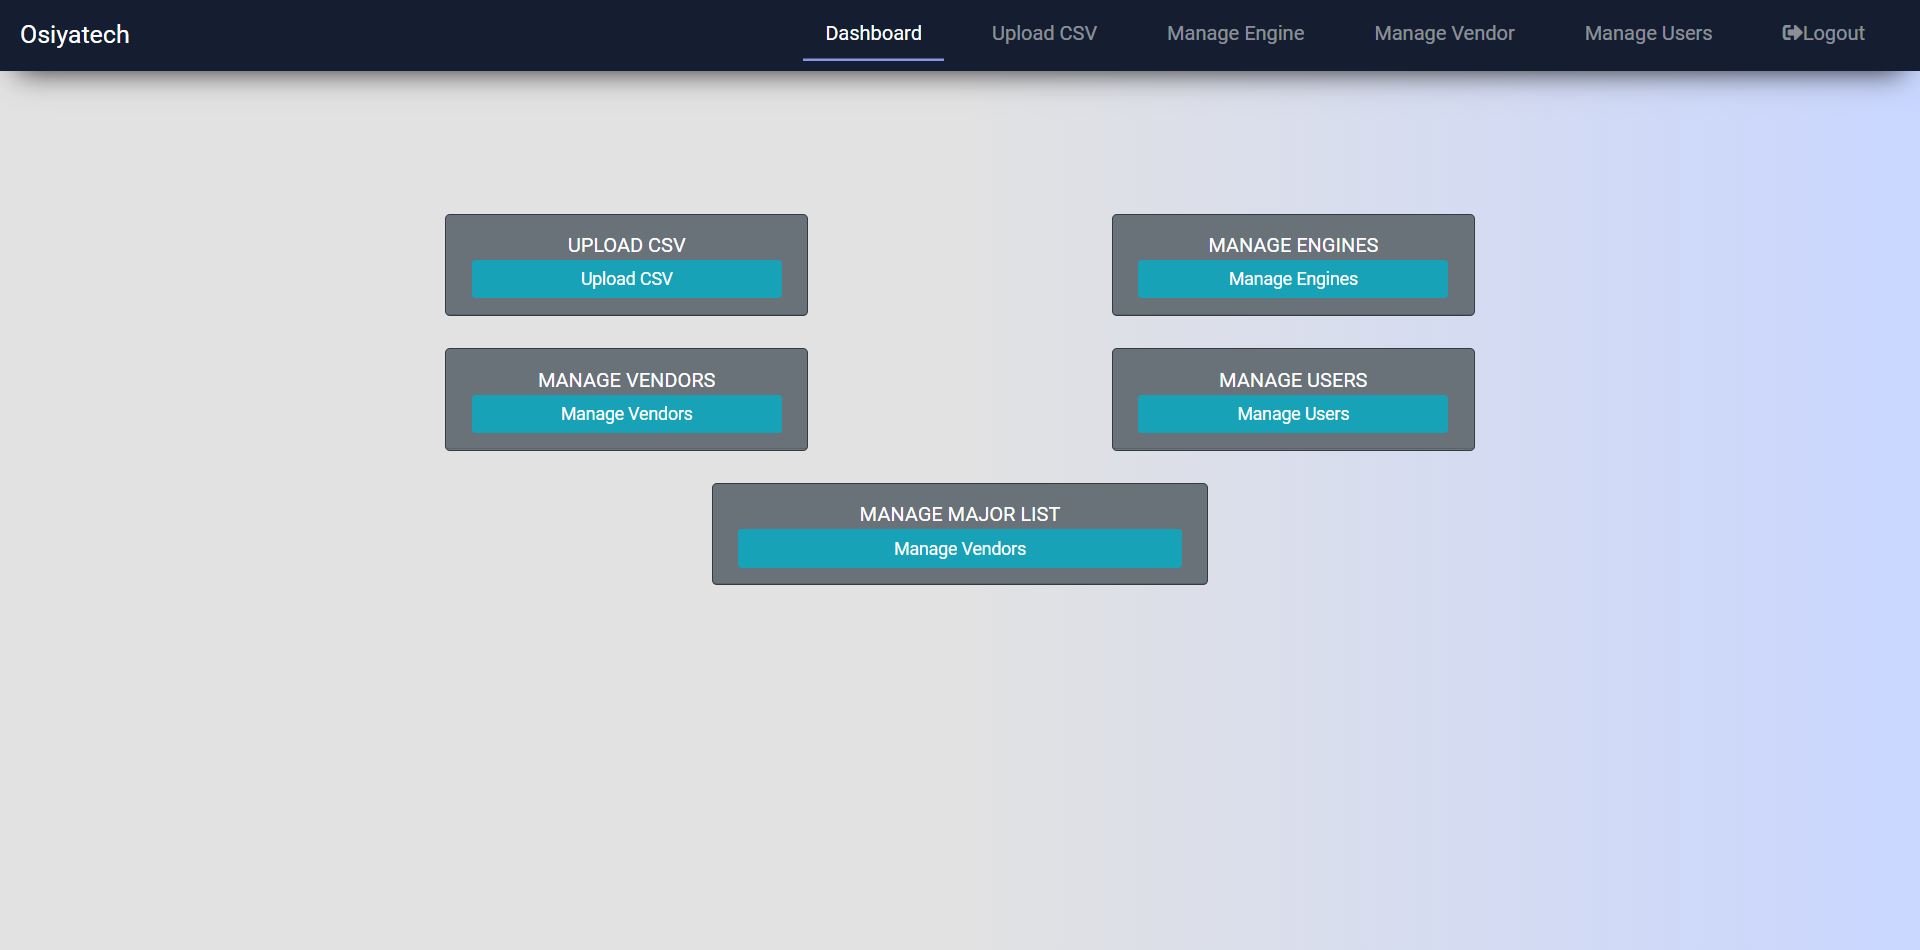 Osiyatech
Dashboard
Upload CSV
Manage Engine
Manage Vendor
Manage Users
Logout
UPLOAD CSV
Upload CSV
MANAGE ENGINES
Manage Engines
MANAGE VENDORS
Manage Vendors
MANAGE USERS
Manage Users
MANAGE MAJOR LIST
Manage Vendors